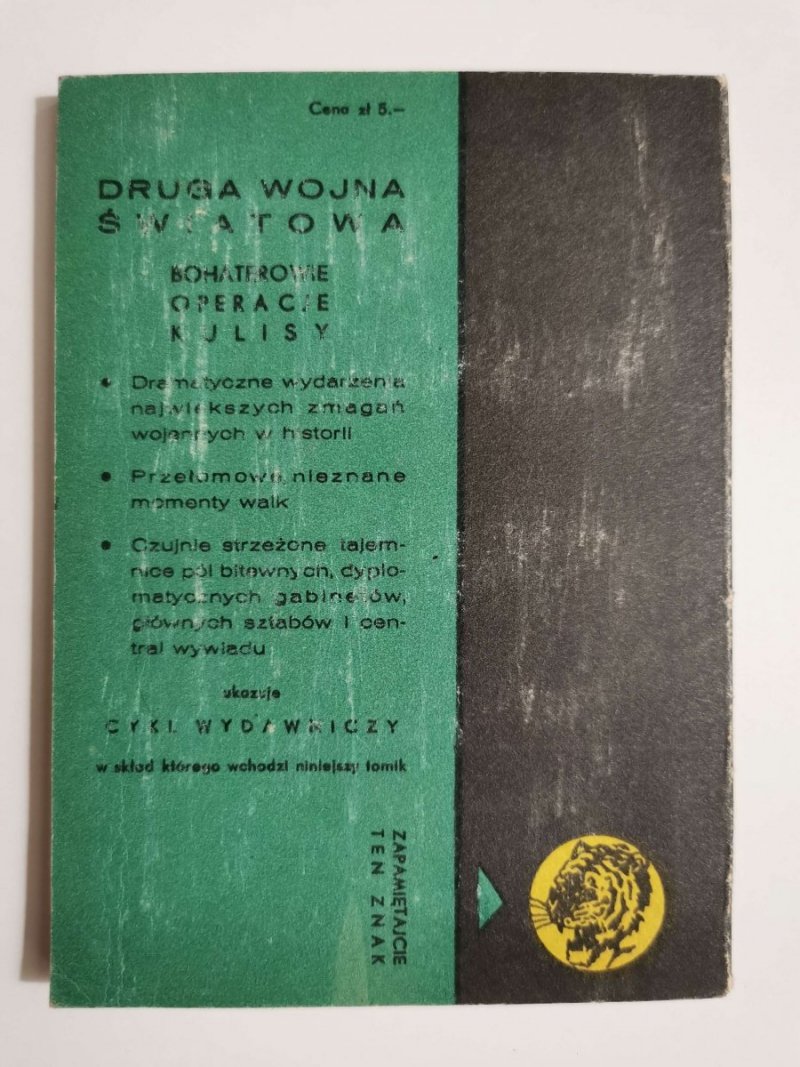 Cena zł 5.—
DRUGA WOJNA
ŚWIATOWA
BOHATEROWIE
OPERACJE
KULISY
• Dramatyczne wydarzenia
największych zmagań
wojennych w historii
• Przełomowe, nieznane
momenty walk
• Czujnie strzeżone tajem-
nice pól bitewnych, dyplo-
matycznych gabinetów,
głównych sztabów i cen-
tral wywiadu
ukazuje
CYKL WYDAWNICZY
w skład którego wchodzi niniejszy tomik
ZAPAMIĘTAJCIE
TEN ZNAK